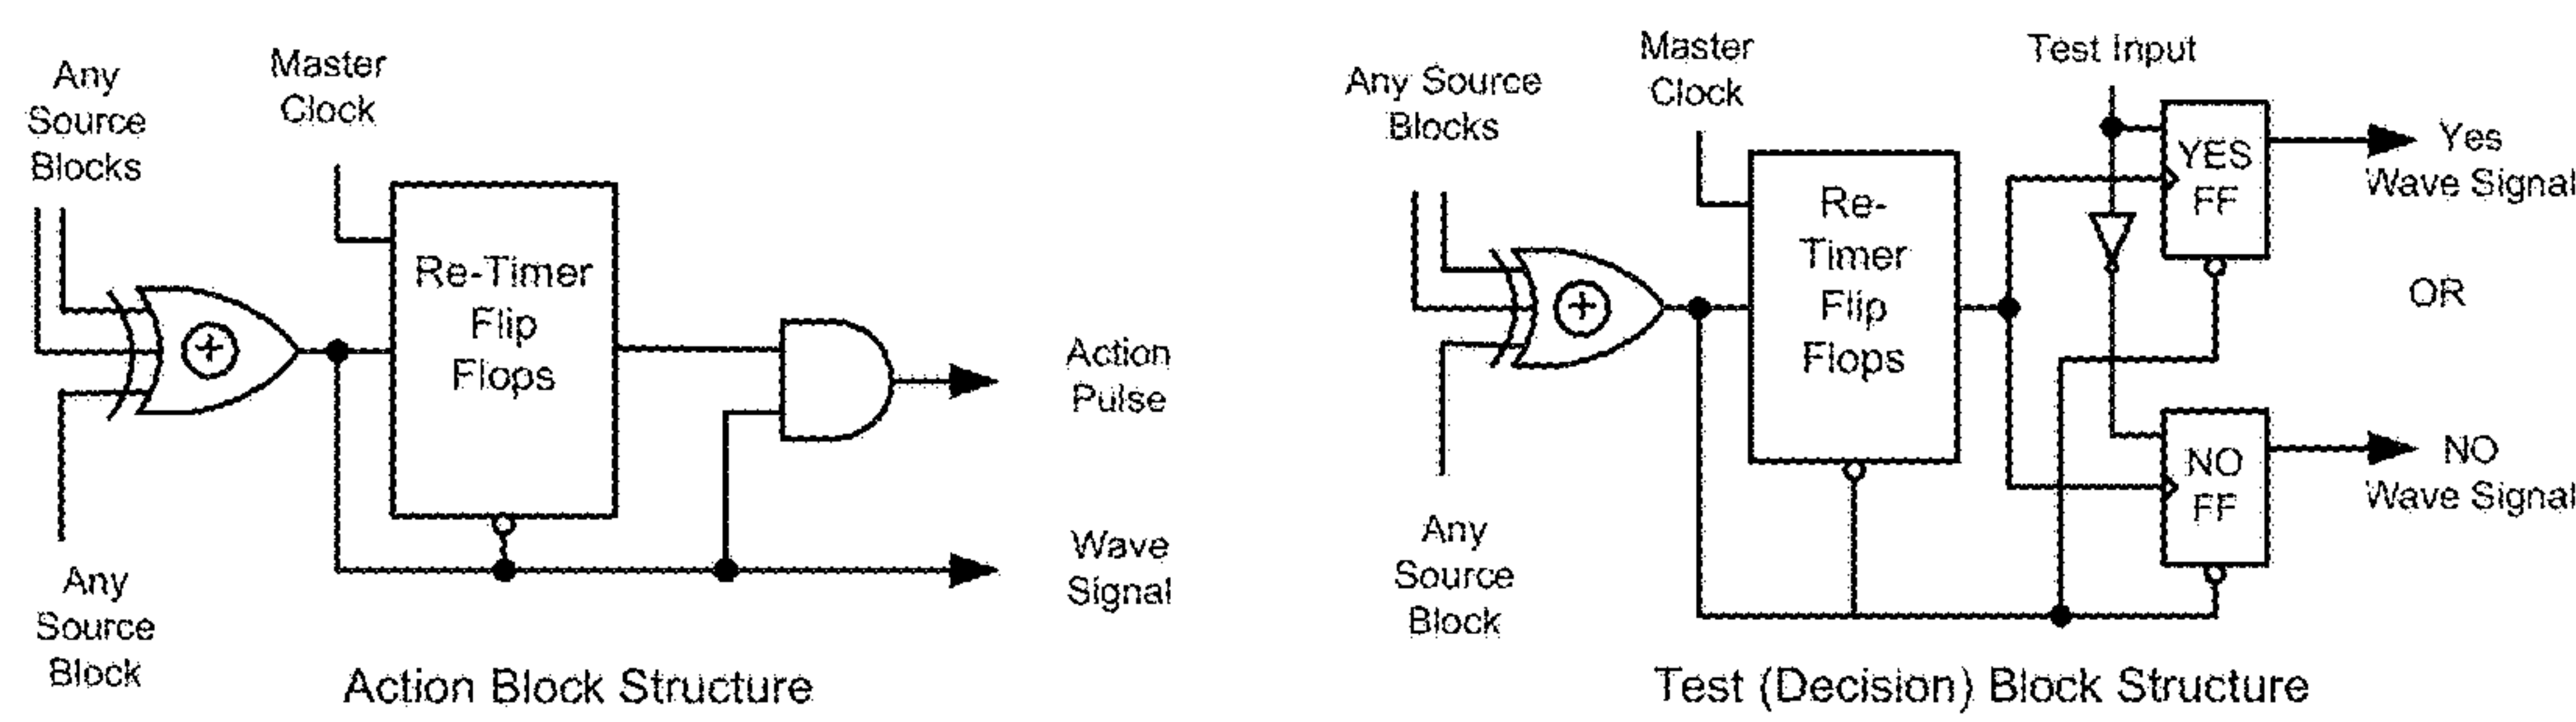 Any
Source
Blocks
Master
Clock
Re-Timer
Flip
Flops
Action
Pulse
Wave
Signal
Any
Source
Block
Action Block Structure
Any Source
Blocks
Master
Clock
Test Input
Re-
Timer
Flip
Flops
YES
FF
Yes
Wave Signal
OR
NO
FF
NO
Wave Signal
Any
Source
Block
Test (Decision) Block Structure